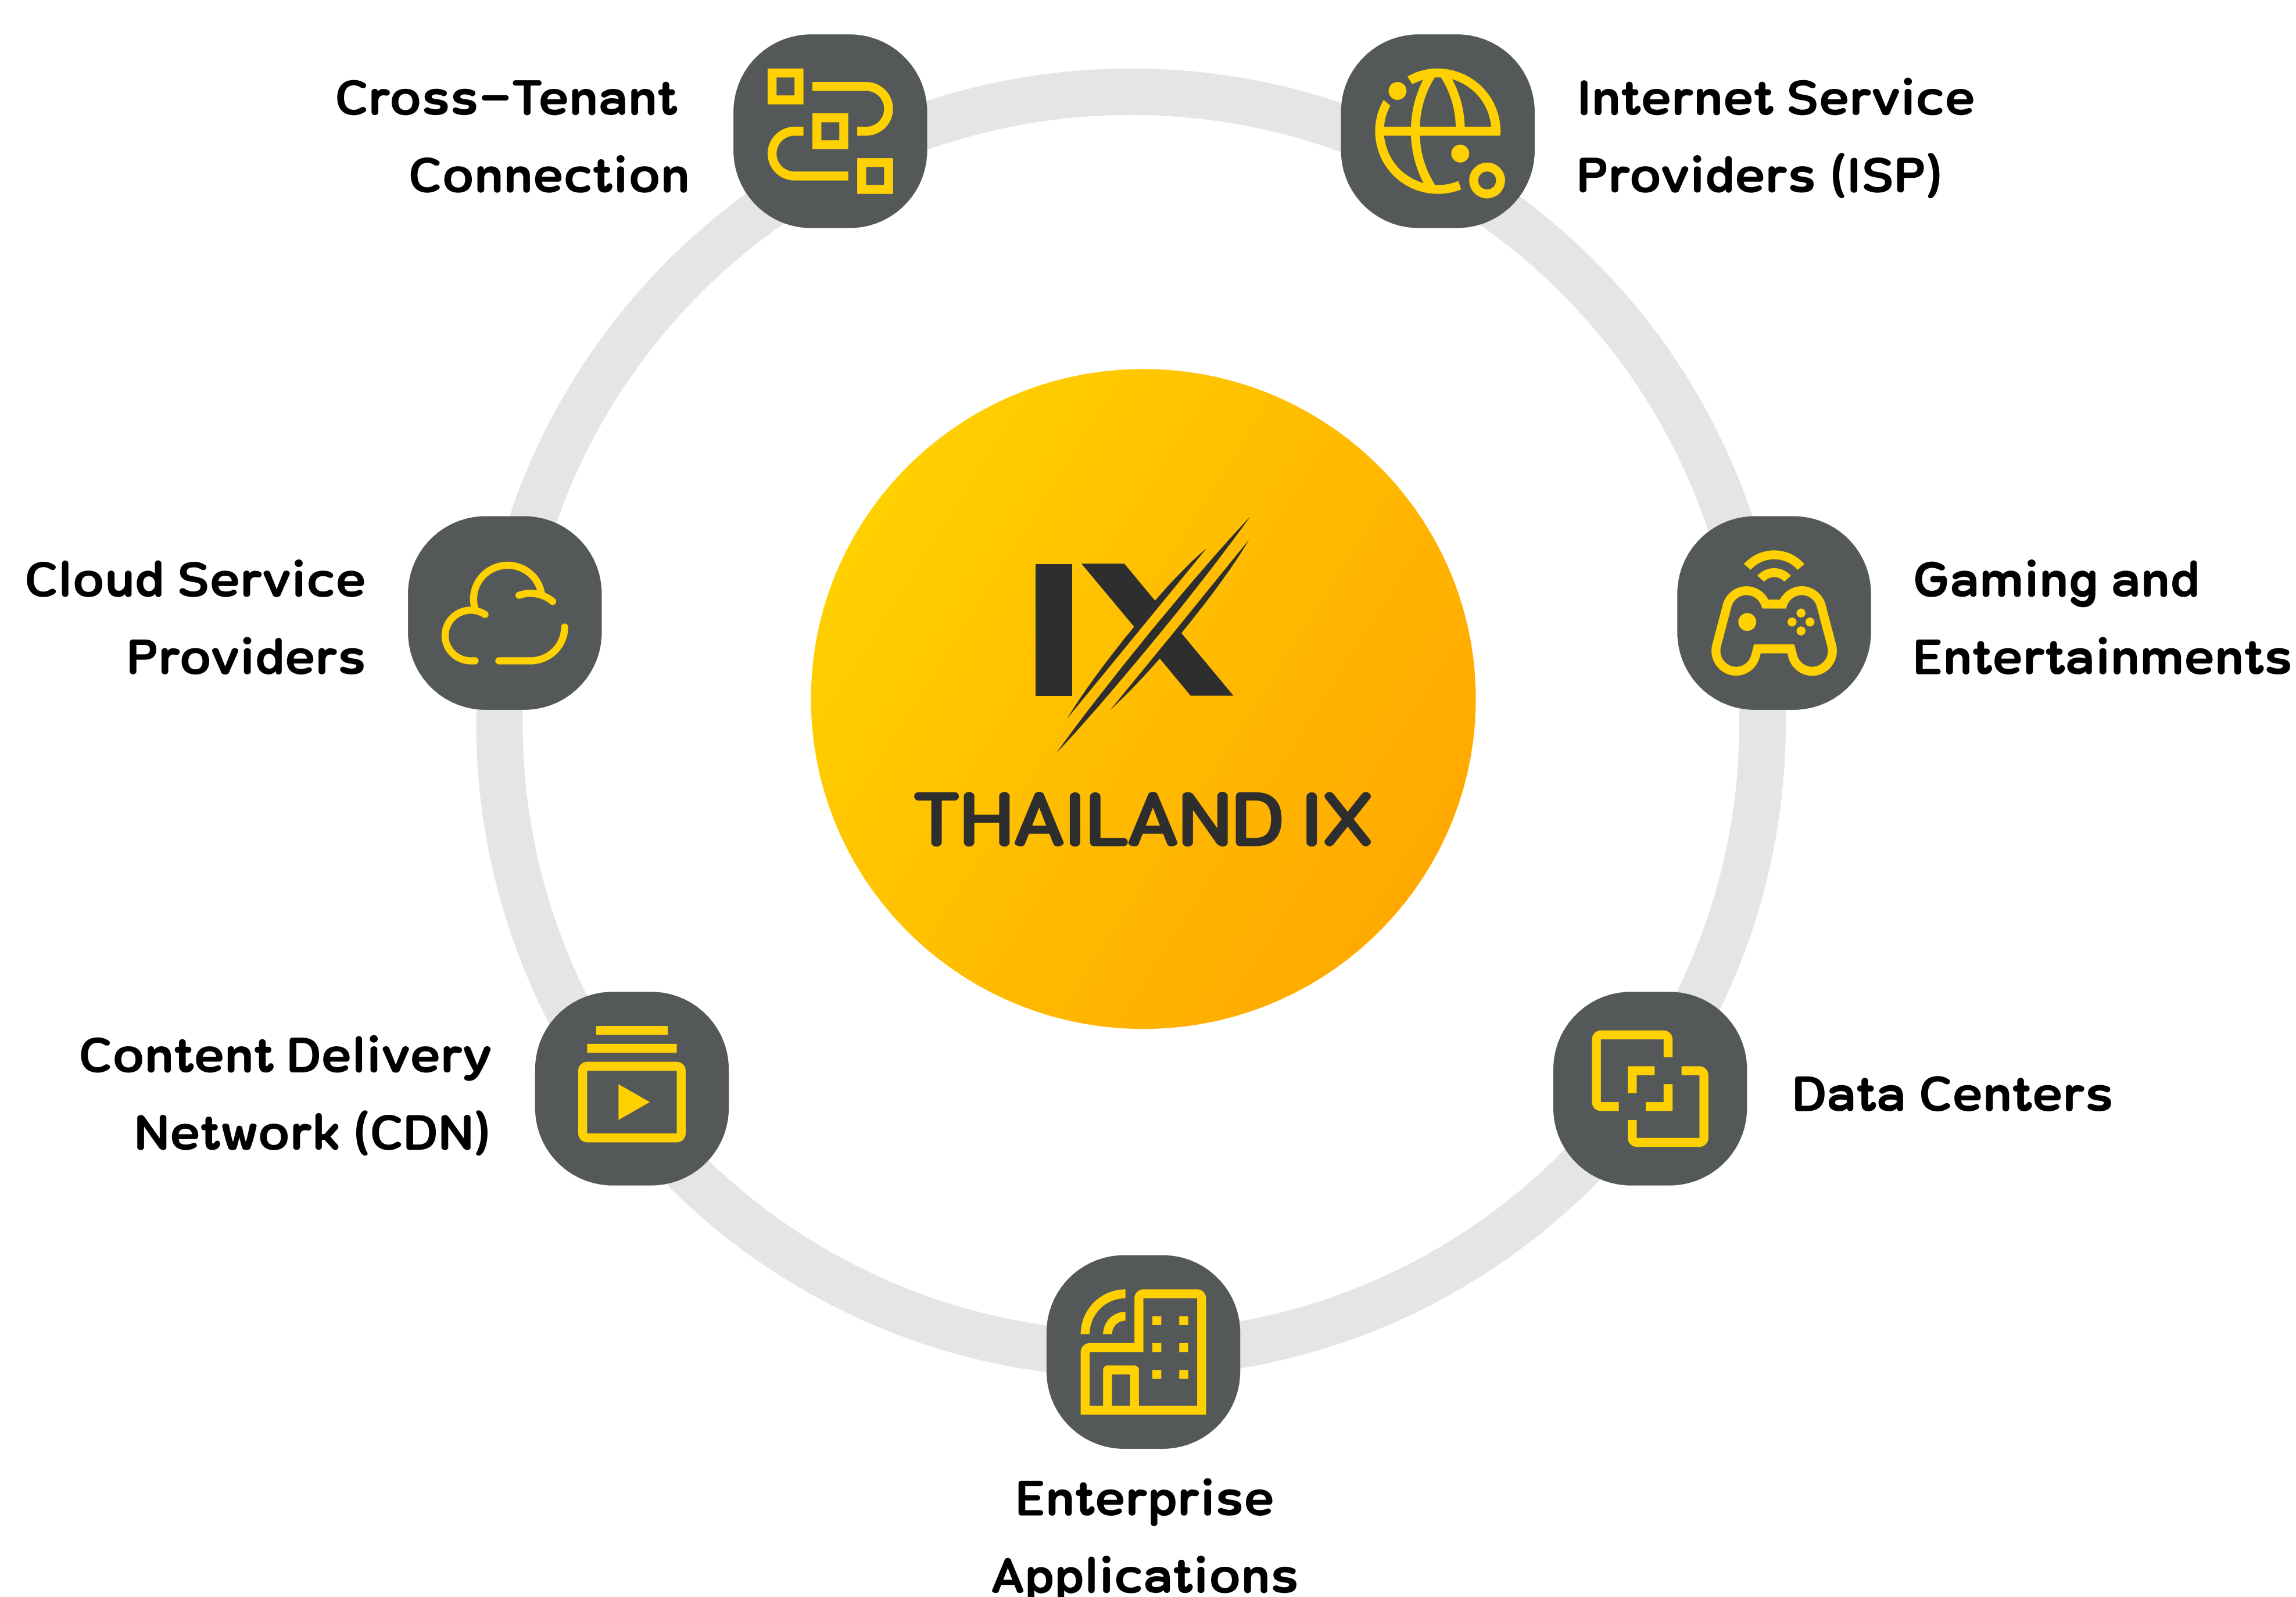 Cross-Tenant
Connection
Internet Service
Providers (ISP)
Cloud Service
Providers
Gaming and
Entertainments
IX
THAILAND IX
Content Delivery
Network (CDN)
Data Centers
Enterprise
Applications